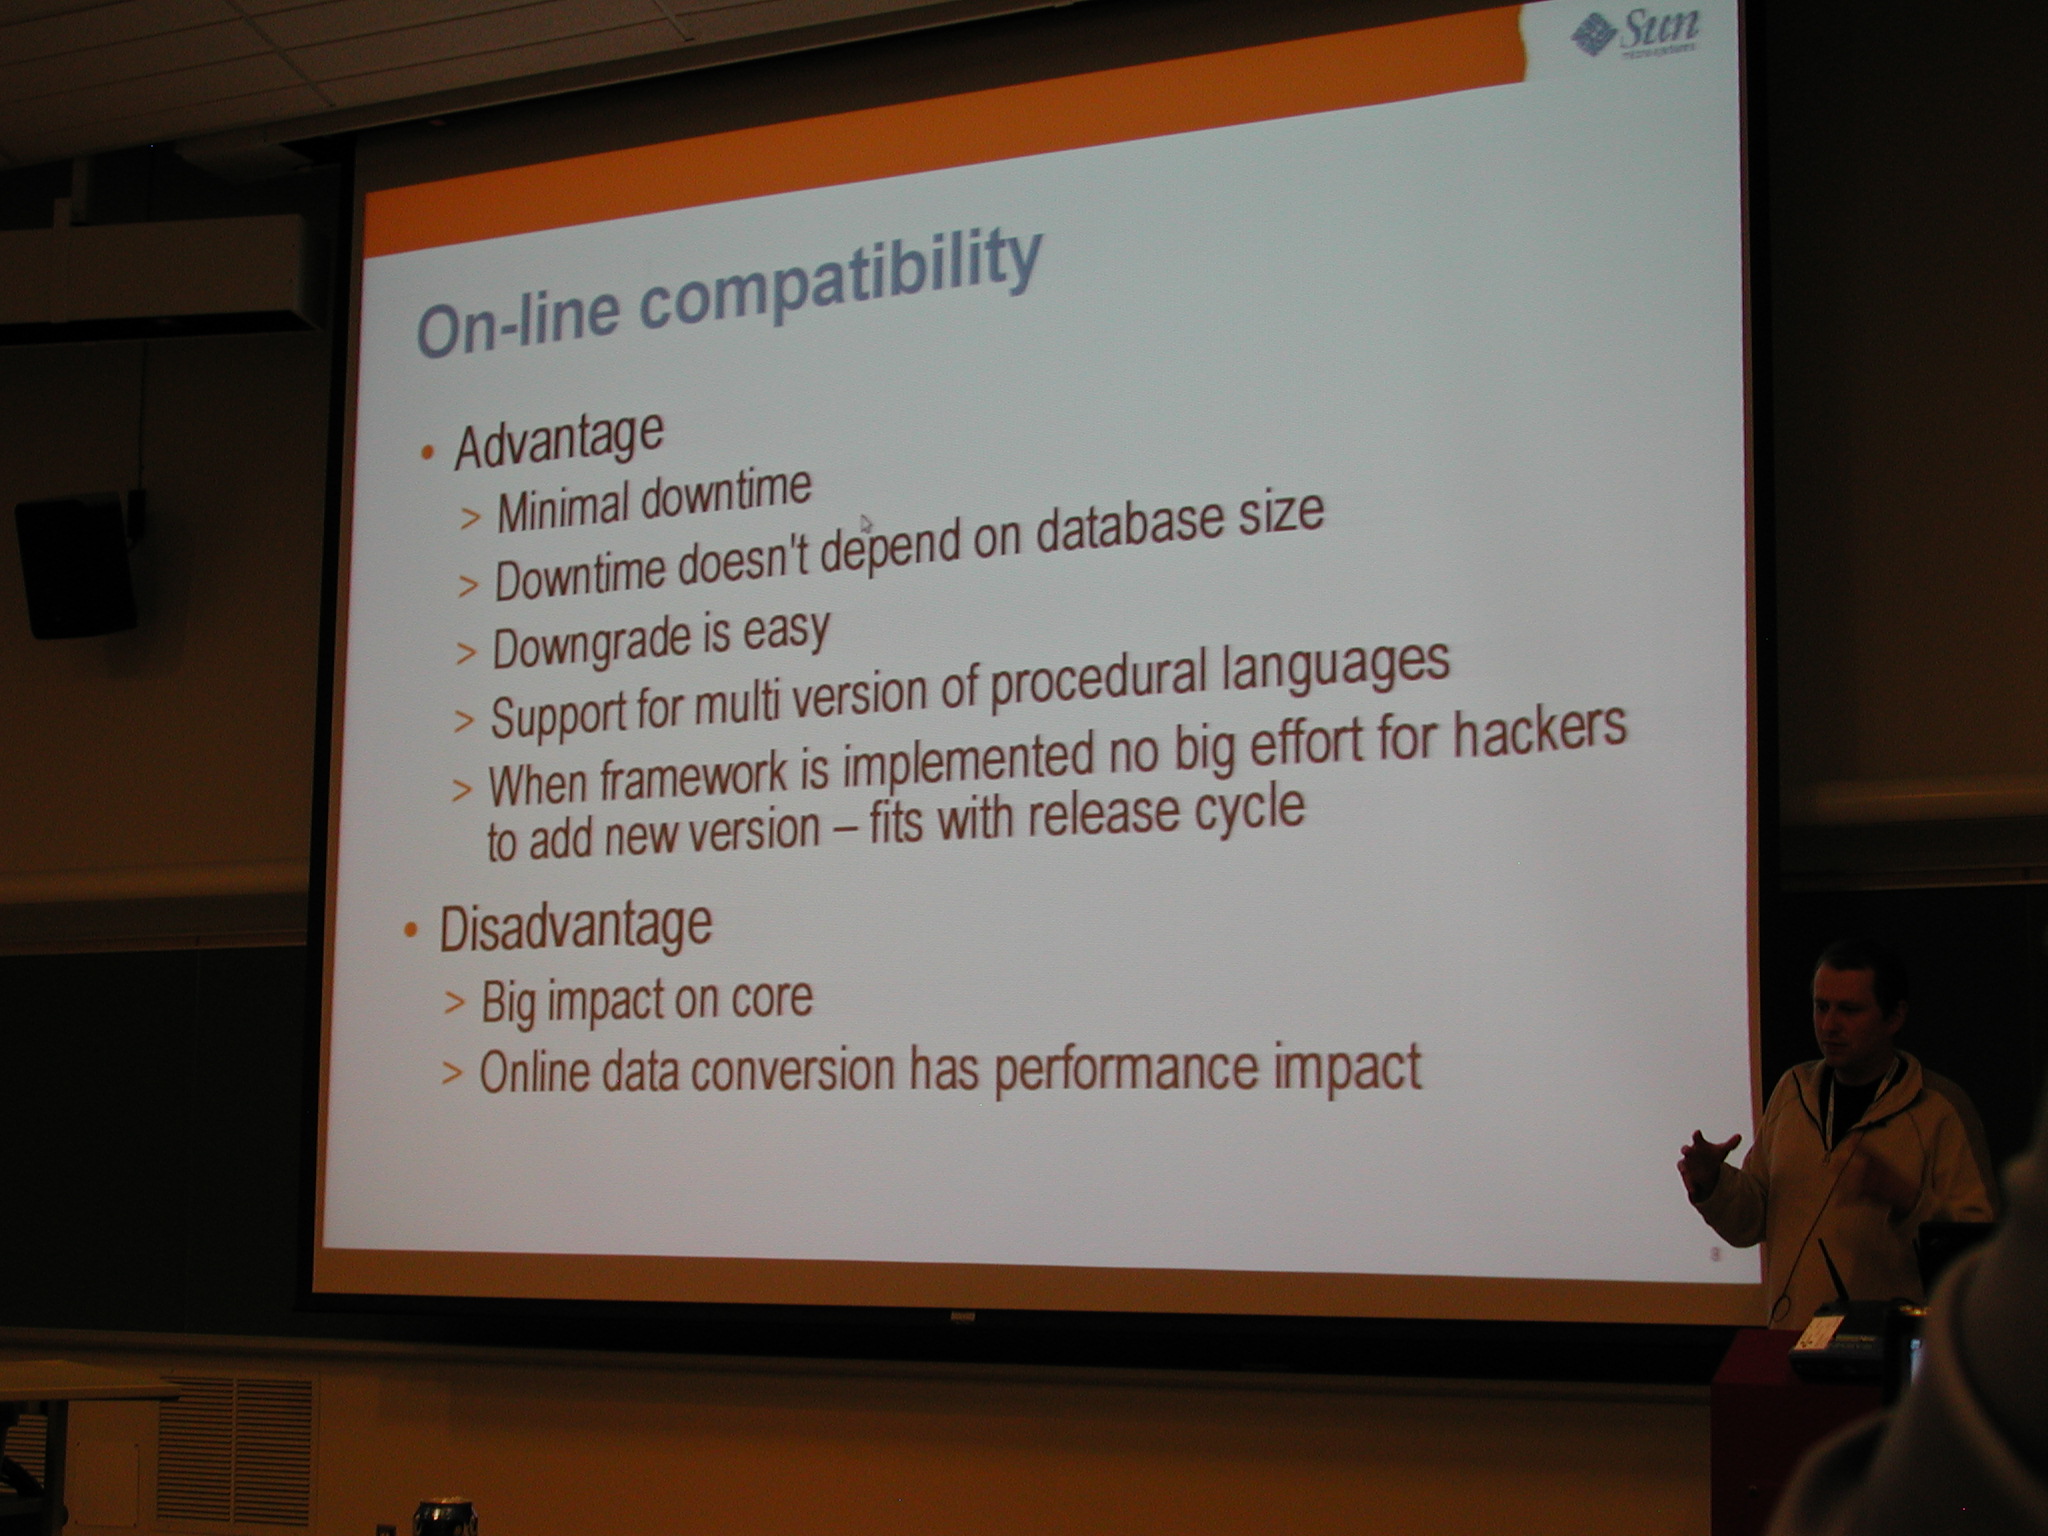 Sun
microsystems
On-line compatibility
• Advantage
> Minimal downtime
> Downtime doesn't depend on database size
> Downgrade is easy
> Support for multi version of procedural languages
> When framework is implemented no big effort for hackers
to add new version – fits with release cycle
• Disadvantage
> Big impact on core
> Online data conversion has performance impact